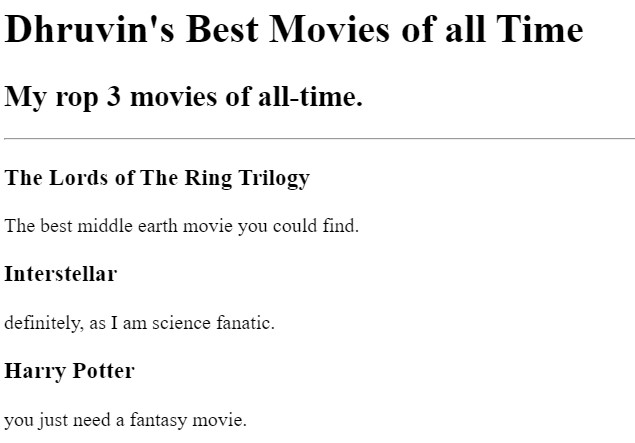 Dhruvin's Best Movies of all Time
My rop 3 movies of all-time.
The Lords of The Ring Trilogy
The best middle earth movie you could find.
Interstellar
definitely, as I am science fanatic.
Harry Potter
you just need a fantasy movie.